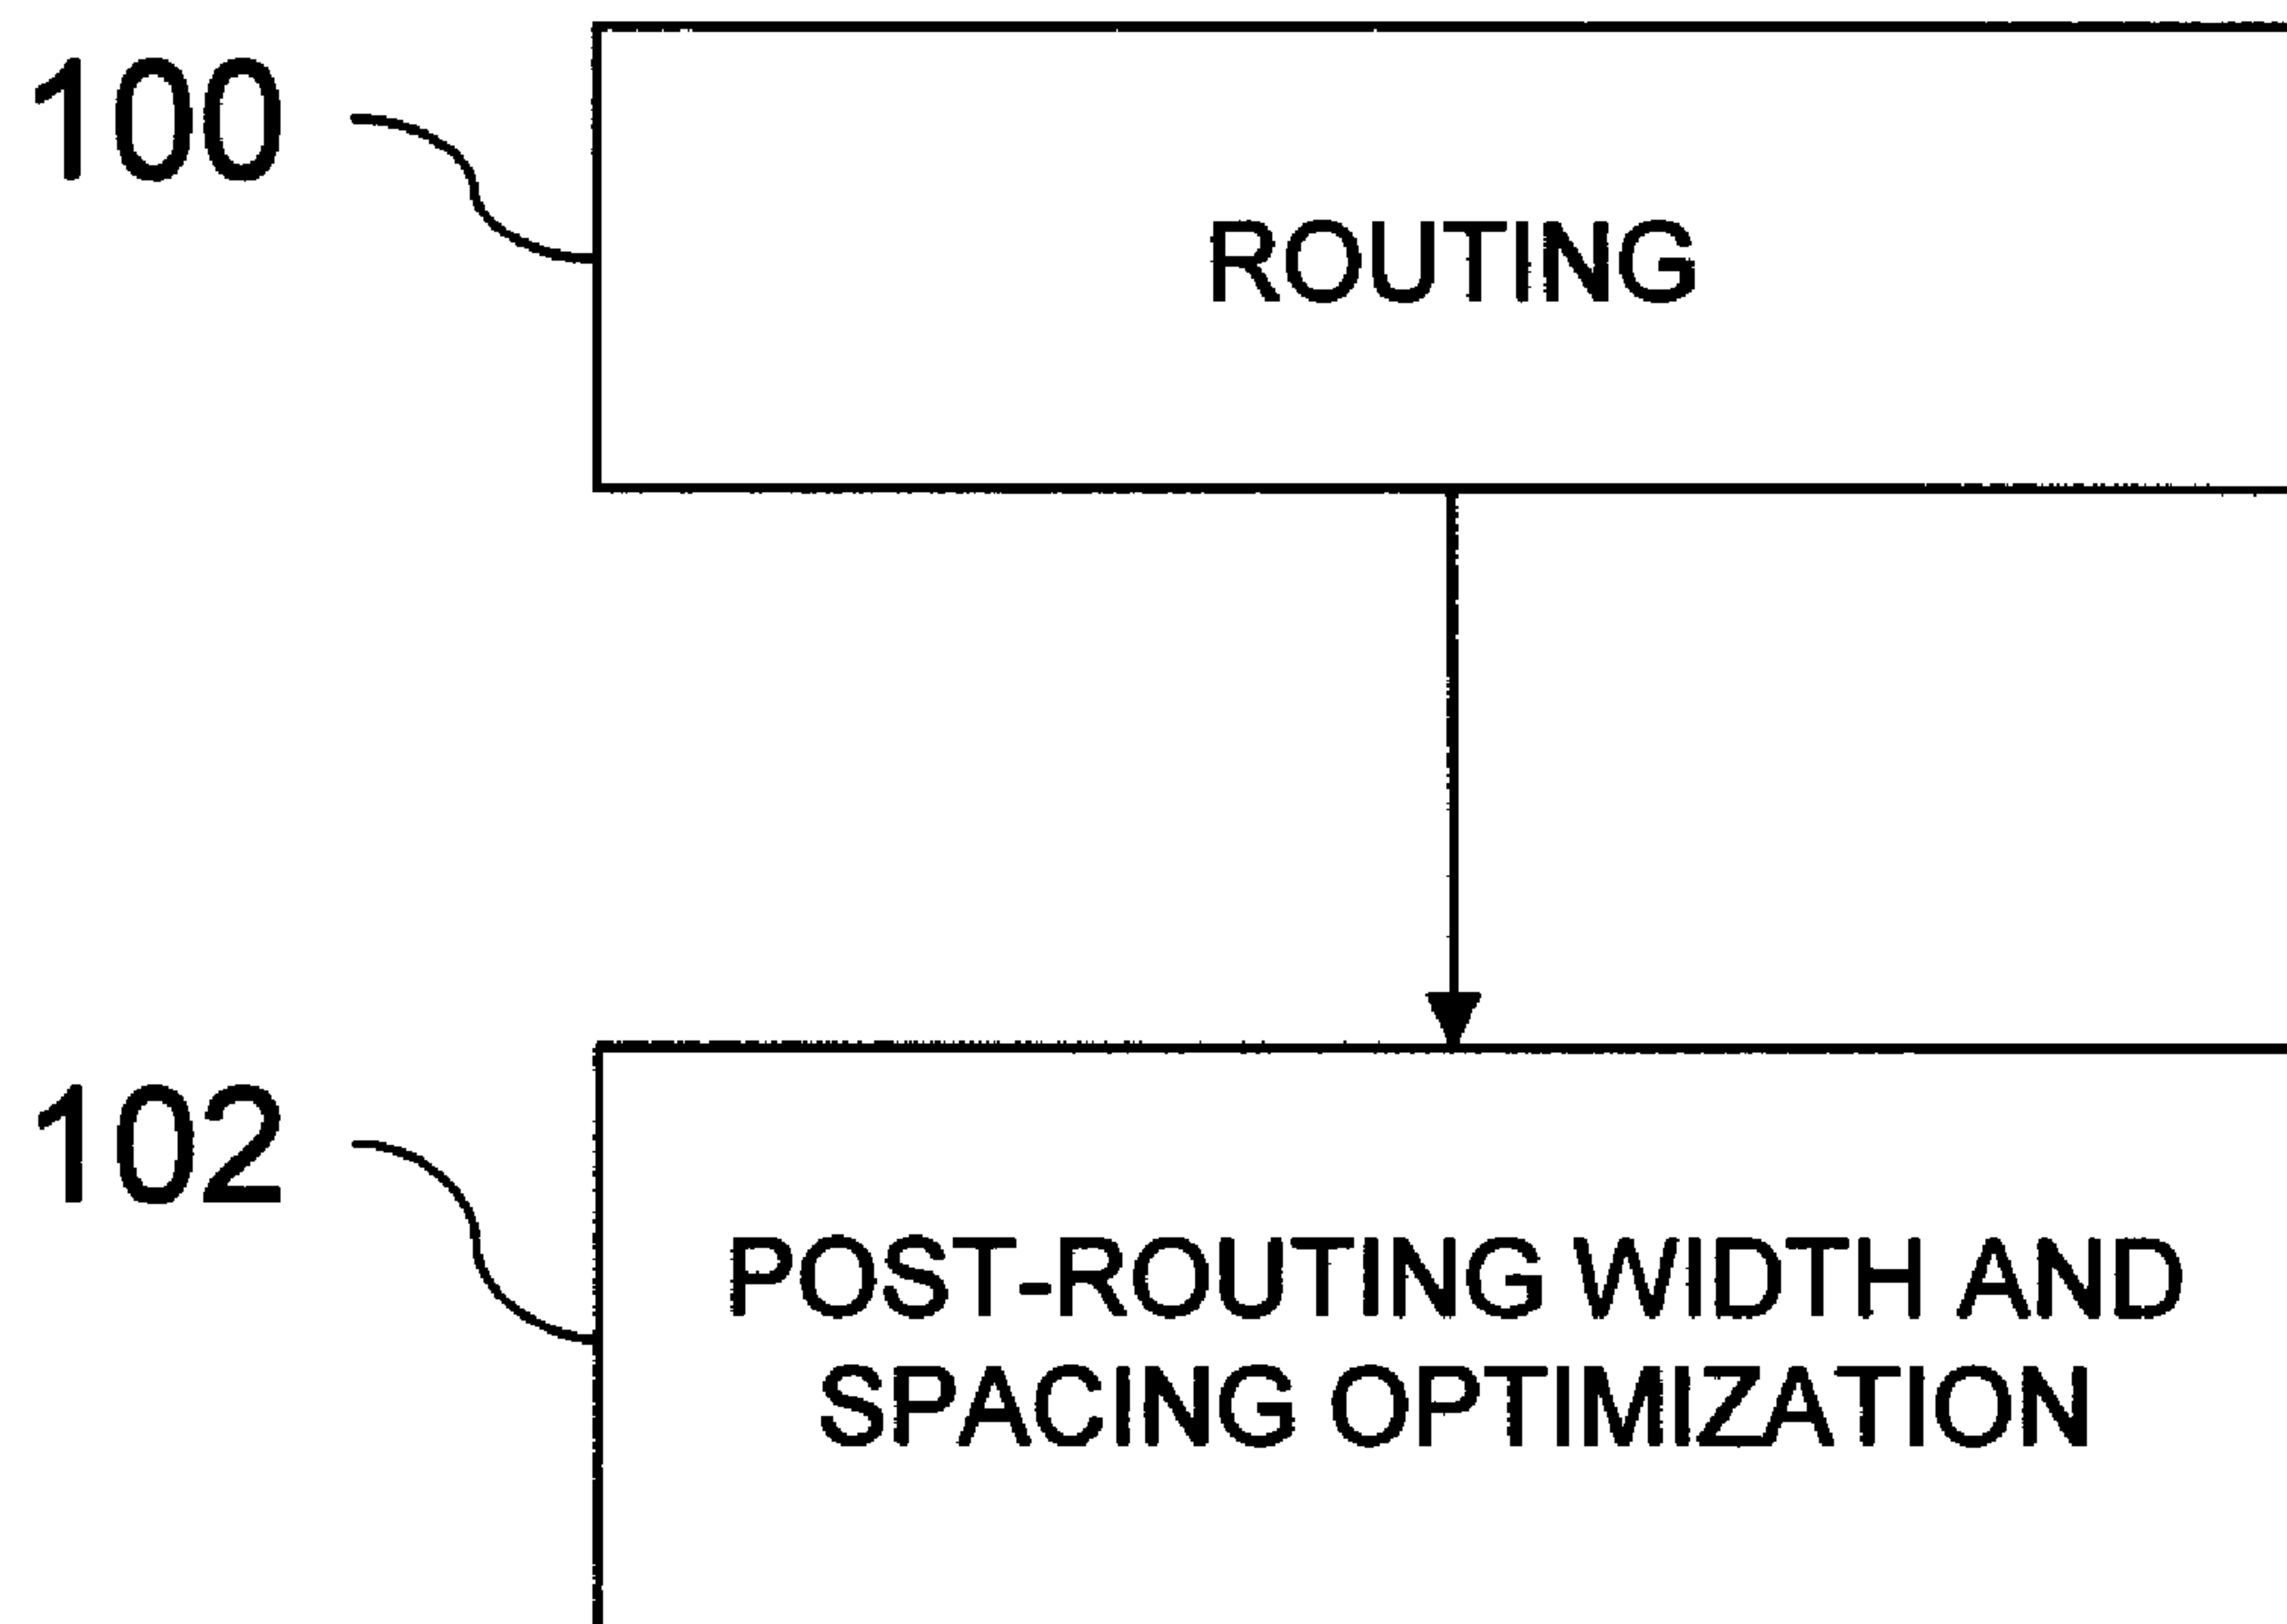 100
ROUTING
102
POST-ROUTING WIDTH AND
SPACING OPTIMIZATION